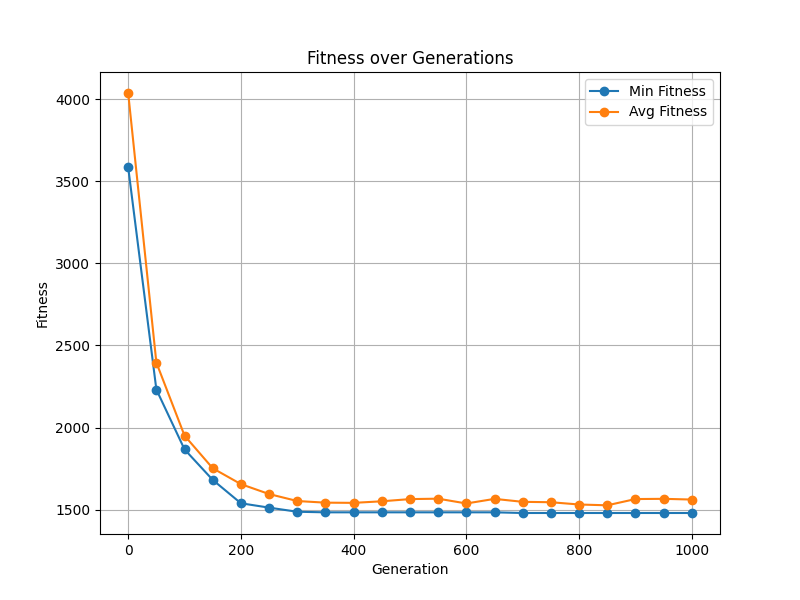 Fitness over Generations
Min Fitness
Avg Fitness
4000
3500
3000
2500
2000
1500
Fitness
0 200 400 600 800 1000
Generation